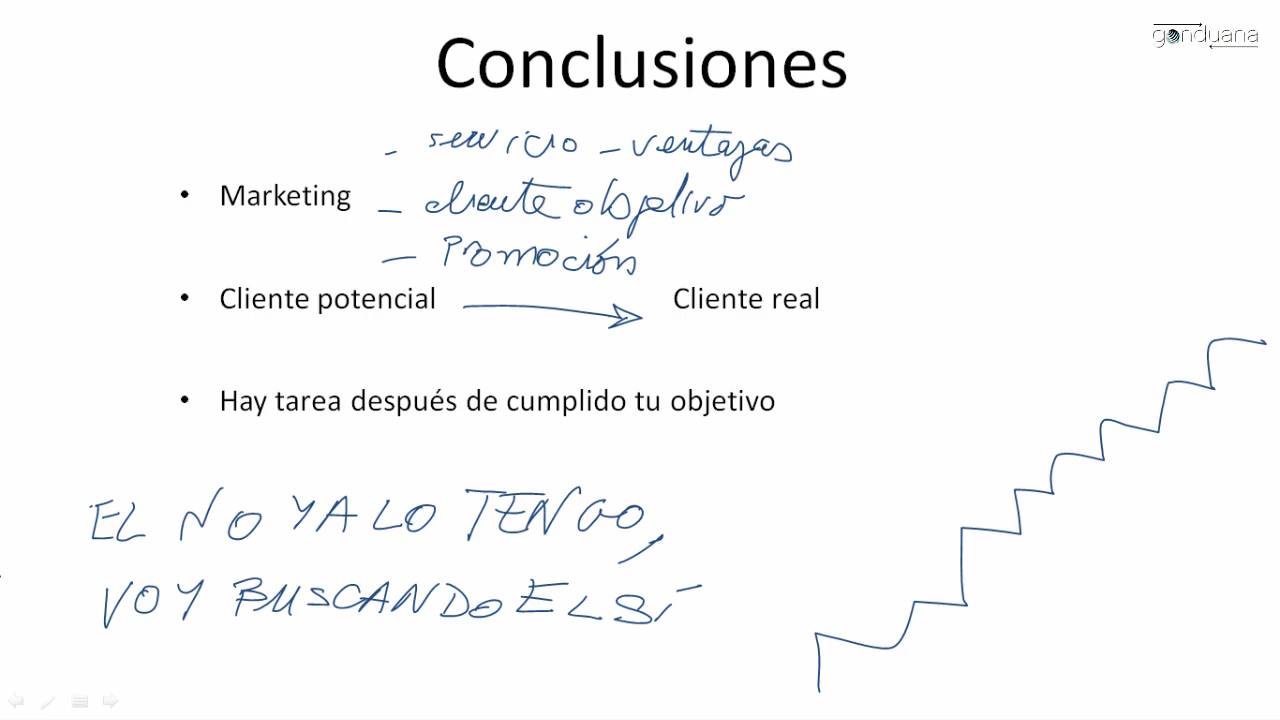 gonduana
Conclusiones
- servicio - ventajas
• Marketing - cliente objetivo
- Promoción
• Cliente potencial → Cliente real
• Hay tarea después de cumplido tu objetivo
EL NO YA LO TENGO,
VOY BUSCANDO EL SÍ